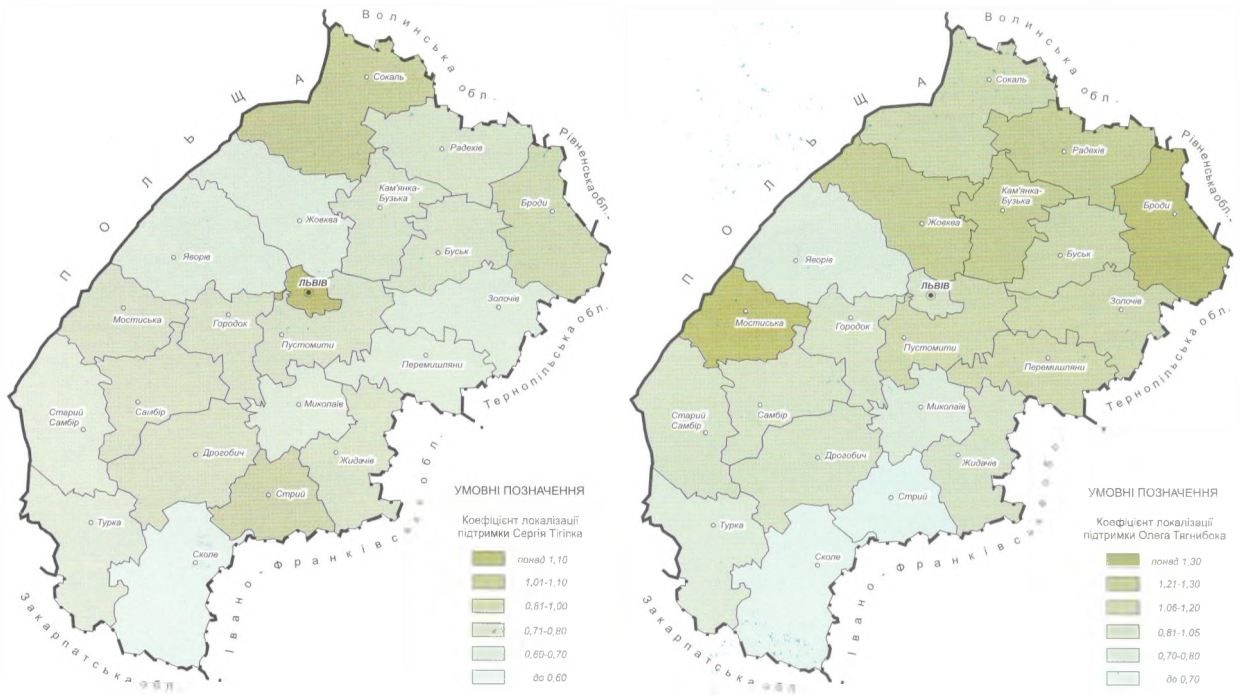 Волинська обл.
ПОЛЬЩА
Рівненська обл.
Сокаль
Радехів
Кам'янка-
Бузька
Броди
Жовква
Буськ
Яворів
ЛЬВІВ
Золочів
Мостиська
Городок
Пустомити
Перемишляни
Тернопільська обл.
Старий
Самбір
Самбір
Миколаїв
Дрогобич
Жидачів
Стрий
Турка
Сколе
Івано-Франківська обл.
Закарпатська обл.
УМОВНІ ПОЗНАЧЕННЯ
Коефіцієнт локалізації
підтримки Сергія Тігіпка
понад 1,10
1,01-1,10
0,81-1,00
0,71-0,80
0,60-0,70
до 0,60
Волинська обл.
ПОЛЬЩА
Рівненська обл.
Сокаль
Радехів
Кам'янка-
Бузька
Броди
Жовква
Буськ
Яворів
ЛЬВІВ
Золочів
Мостиська
Городок
Пустомити
Перемишляни
Тернопільська обл.
Старий
Самбір
Самбір
Миколаїв
Дрогобич
Жидачів
Стрий
Турка
Сколе
Івано-Франківська обл.
Закарпатська обл.
УМОВНІ ПОЗНАЧЕННЯ
Коефіцієнт локалізації
підтримки Олега Тягнибока
понад 1,30
1,21-1,30
1,06-1,20
0,81-1,05
0,70-0,80
до 0,70